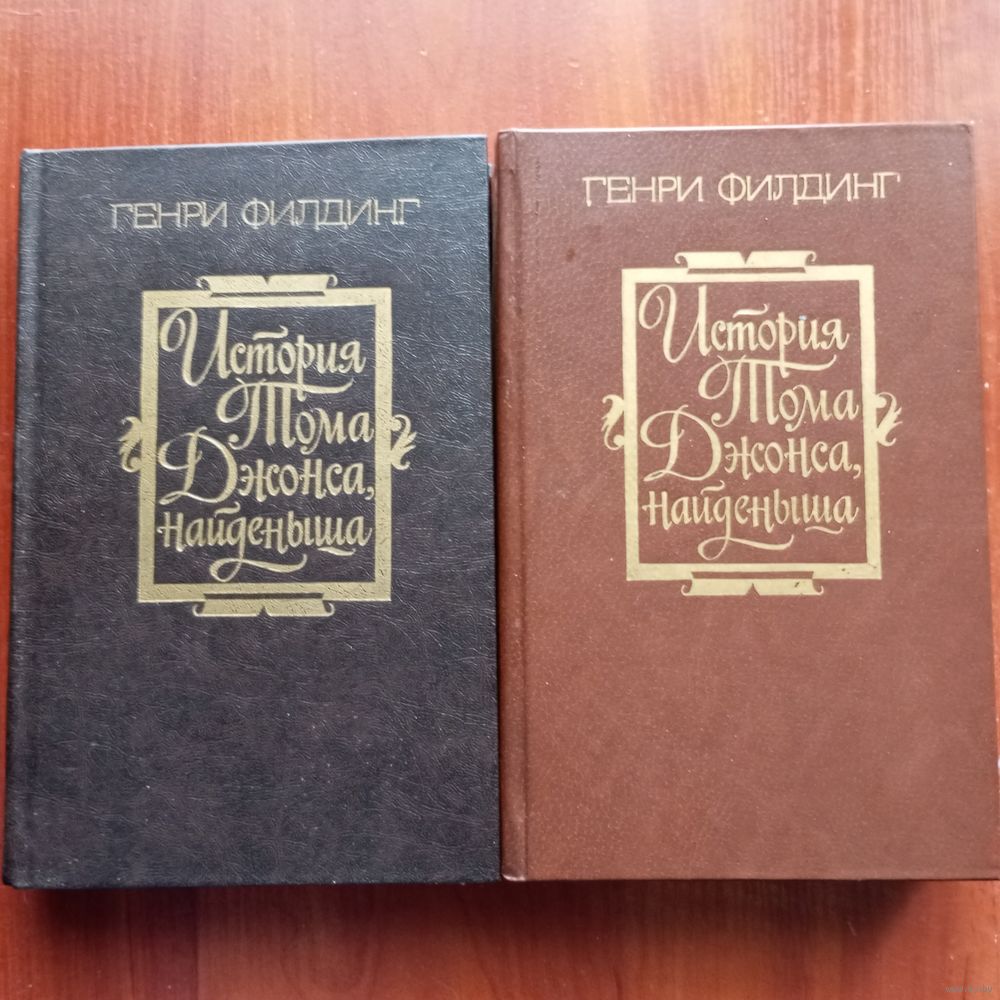 ГЕНРИ ФИЛДИНГ
История
Тома
Джонса,
найденыша
ГЕНРИ ФИЛДИНГ
История
Тома
Джонса,
найденыша